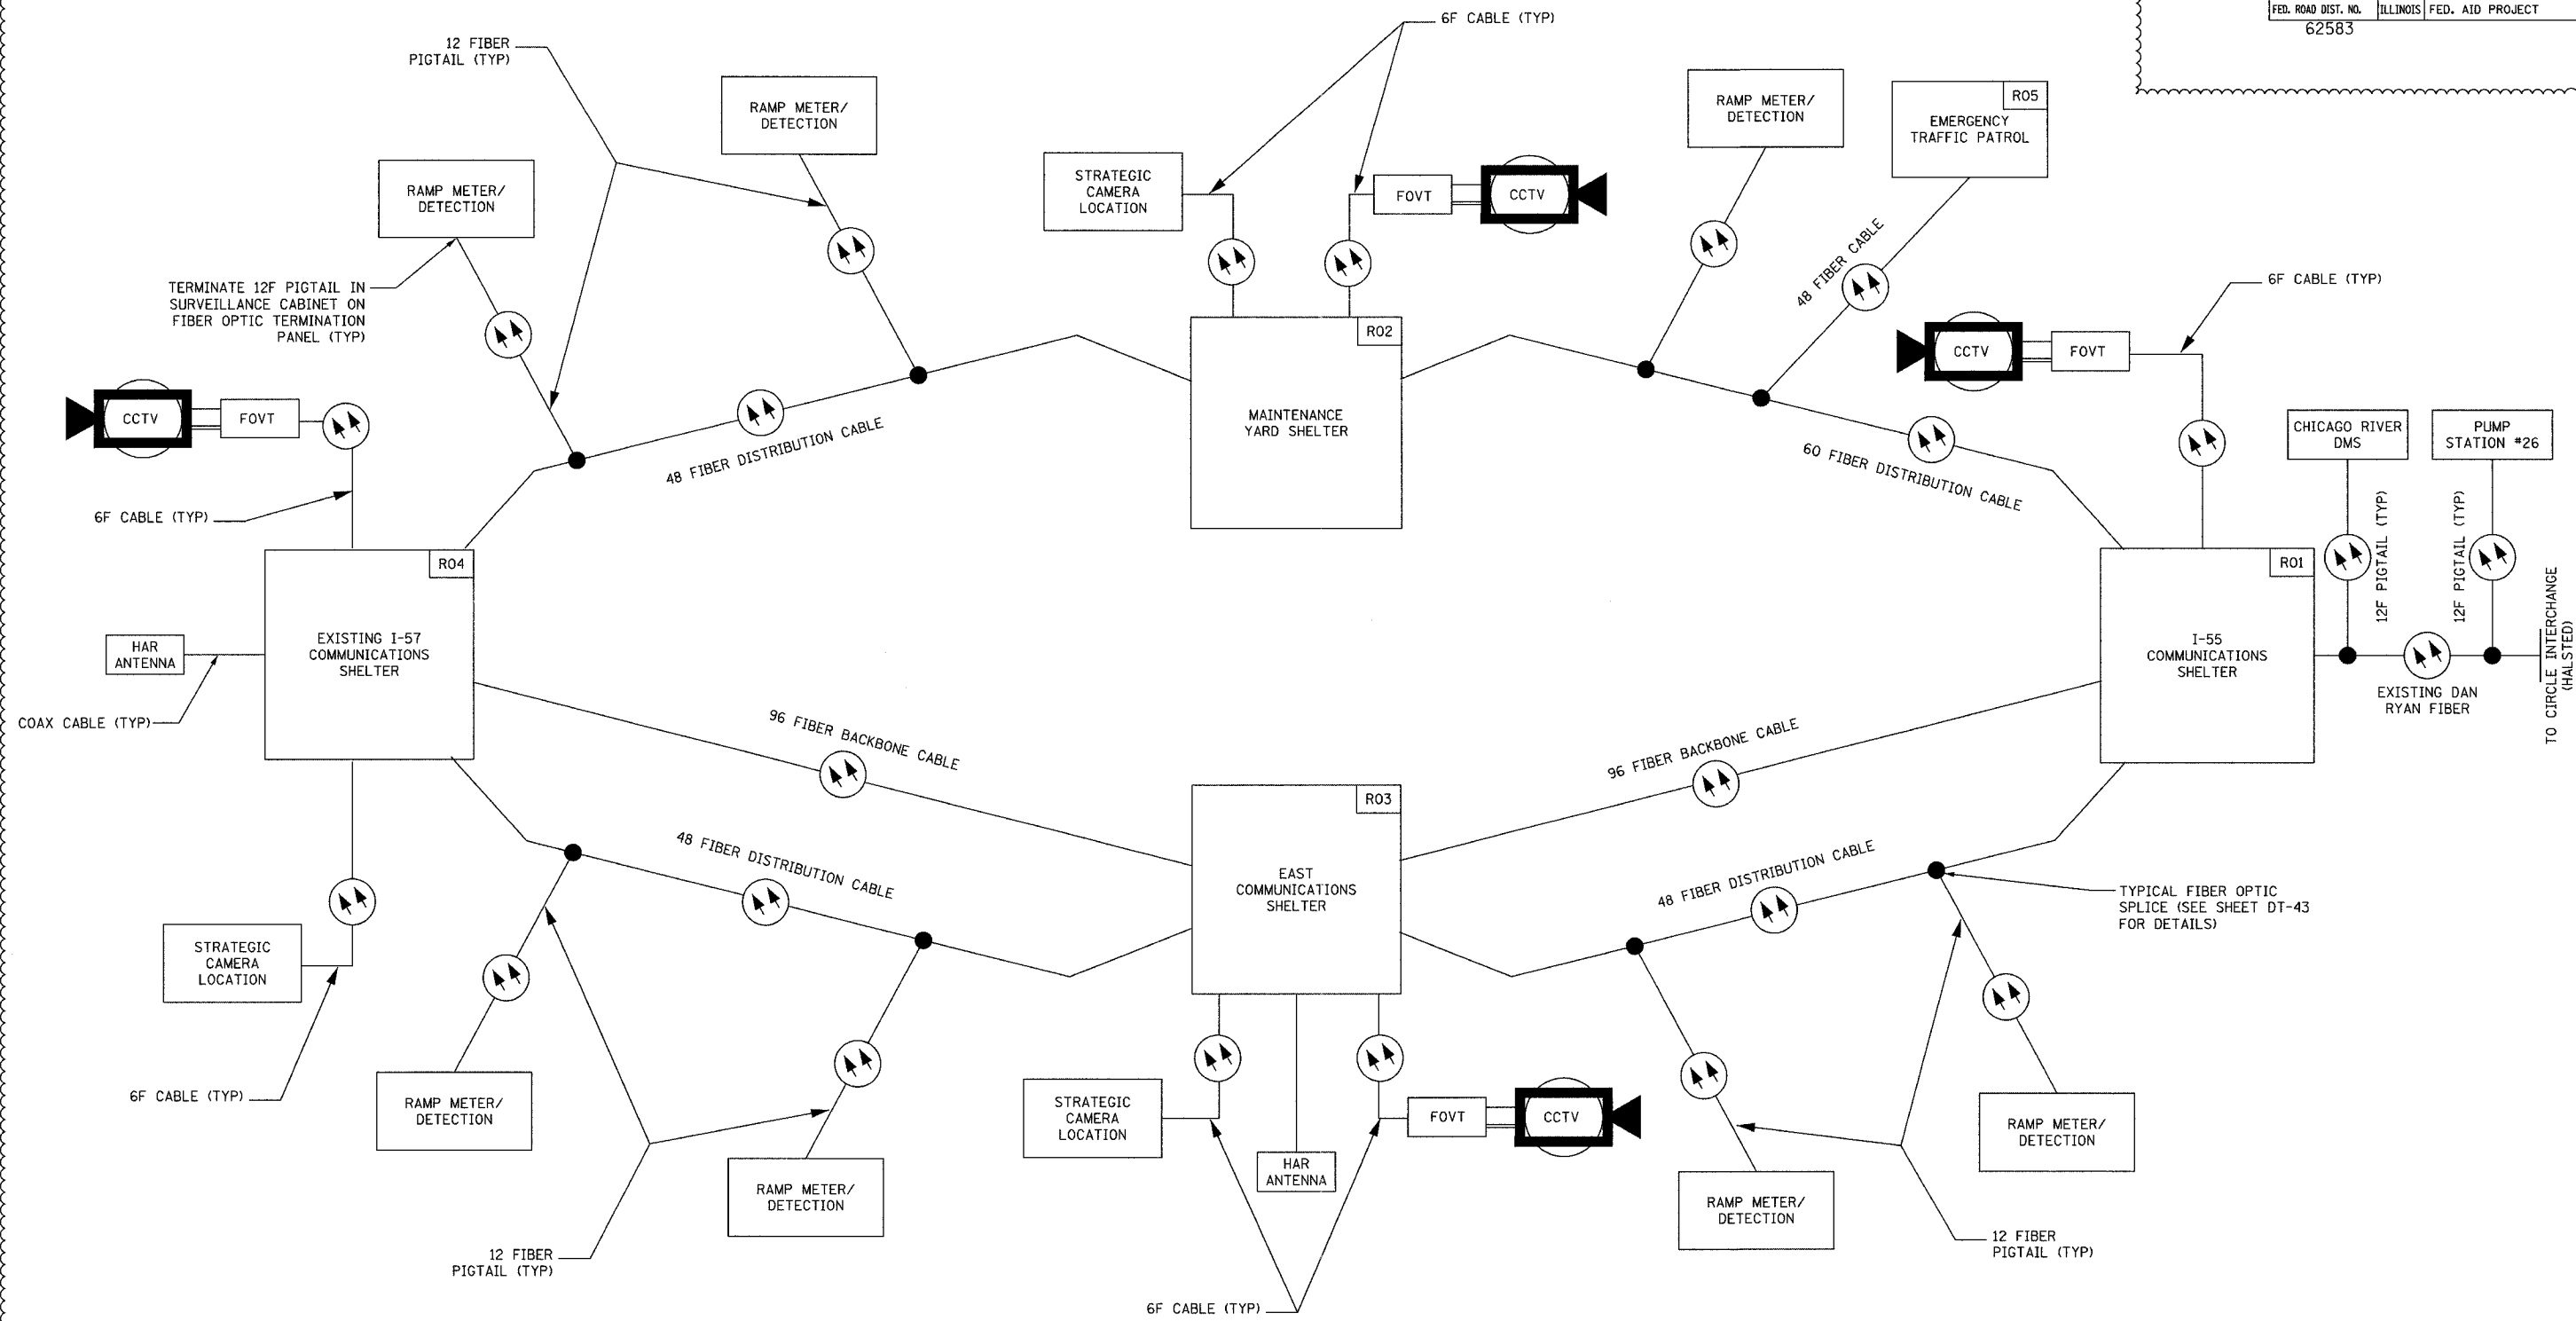 FED. ROAD DIST. NO. ILLINOIS FED. AID PROJECT
62583
6F CABLE (TYP)
12 FIBER
PIGTAIL (TYP)
RAMP METER/
DETECTION
RAMP METER/
DETECTION
R05
EMERGENCY
TRAFFIC PATROL
RAMP METER/
DETECTION
STRATEGIC
CAMERA
LOCATION
FOVT
CCTV
48 FIBER CABLE
TERMINATE 12F PIGTAIL IN
SURVEILLANCE CABINET ON
FIBER OPTIC TERMINATION
PANEL (TYP)
6F CABLE (TYP)
R02
MAINTENANCE
YARD SHELTER
CCTV
FOVT
CCTV
FOVT
48 FIBER DISTRIBUTION CABLE
60 FIBER DISTRIBUTION CABLE
CHICAGO RIVER
DMS
PUMP
STATION #26
6F CABLE (TYP)
12F PIGTAIL (TYP)
12F PIGTAIL (TYP)
R04
EXISTING I-57
COMMUNICATIONS
SHELTER
R01
I-55
COMMUNICATIONS
SHELTER
HAR
ANTENNA
COAX CABLE (TYP)
EXISTING DAN
RYAN FIBER
TO CIRCLE INTERCHANGE
(HALSTED)
96 FIBER BACKBONE CABLE
96 FIBER BACKBONE CABLE
R03
EAST
COMMUNICATIONS
SHELTER
48 FIBER DISTRIBUTION CABLE
48 FIBER DISTRIBUTION CABLE
TYPICAL FIBER OPTIC
SPLICE (SEE SHEET DT-43
FOR DETAILS)
STRATEGIC
CAMERA
LOCATION
6F CABLE (TYP)
RAMP METER/
DETECTION
RAMP METER/
DETECTION
STRATEGIC
CAMERA
LOCATION
HAR
ANTENNA
FOVT
CCTV
RAMP METER/
DETECTION
RAMP METER/
DETECTION
12 FIBER
PIGTAIL (TYP)
12 FIBER
PIGTAIL (TYP)
6F CABLE (TYP)